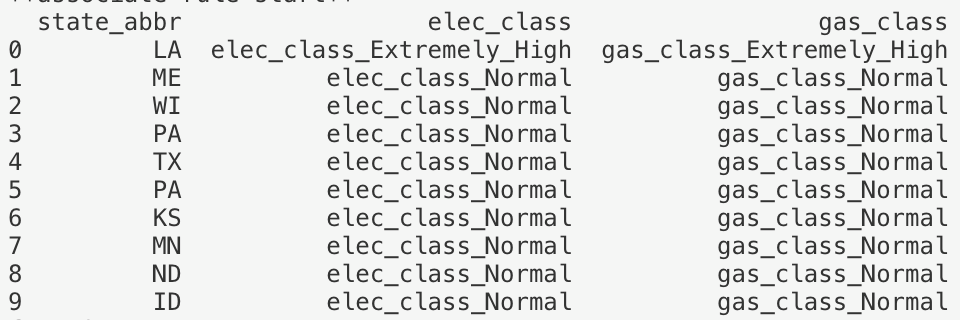 state_abbr elec_class gas_class
0 LA elec_class_Extremely_High gas_class_Extremely_High
1 ME elec_class_Normal gas_class_Normal
2 WI elec_class_Normal gas_class_Normal
3 PA elec_class_Normal gas_class_Normal
4 TX elec_class_Normal gas_class_Normal
5 PA elec_class_Normal gas_class_Normal
6 KS elec_class_Normal gas_class_Normal
7 MN elec_class_Normal gas_class_Normal
8 ND elec_class_Normal gas_class_Normal
9 ID elec_class_Normal gas_class_Normal